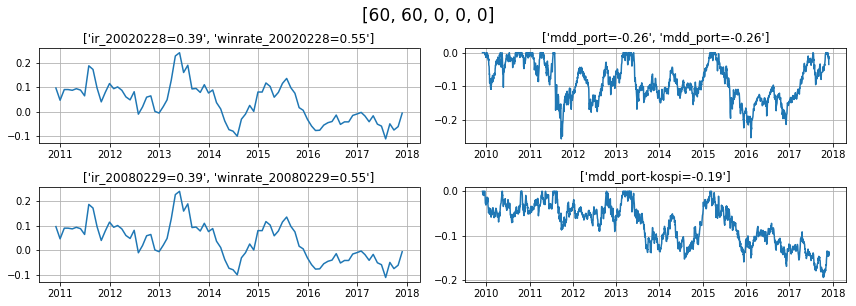 [60, 60, 0, 0, 0]
['ir_20020228=0.39', 'winrate_20020228=0.55']
0.2
0.1
0.0
−0.1
2011 2012 2013 2014 2015 2016 2017 2018
['mdd_port=-0.26', 'mdd_port=-0.26']
0.0
−0.1
−0.2
2010 2011 2012 2013 2014 2015 2016 2017 2018
['ir_20080229=0.39', 'winrate_20080229=0.55']
0.2
0.1
0.0
−0.1
2011 2012 2013 2014 2015 2016 2017 2018
['mdd_port-kospi=-0.19']
0.0
−0.1
−0.2
2010 2011 2012 2013 2014 2015 2016 2017 2018